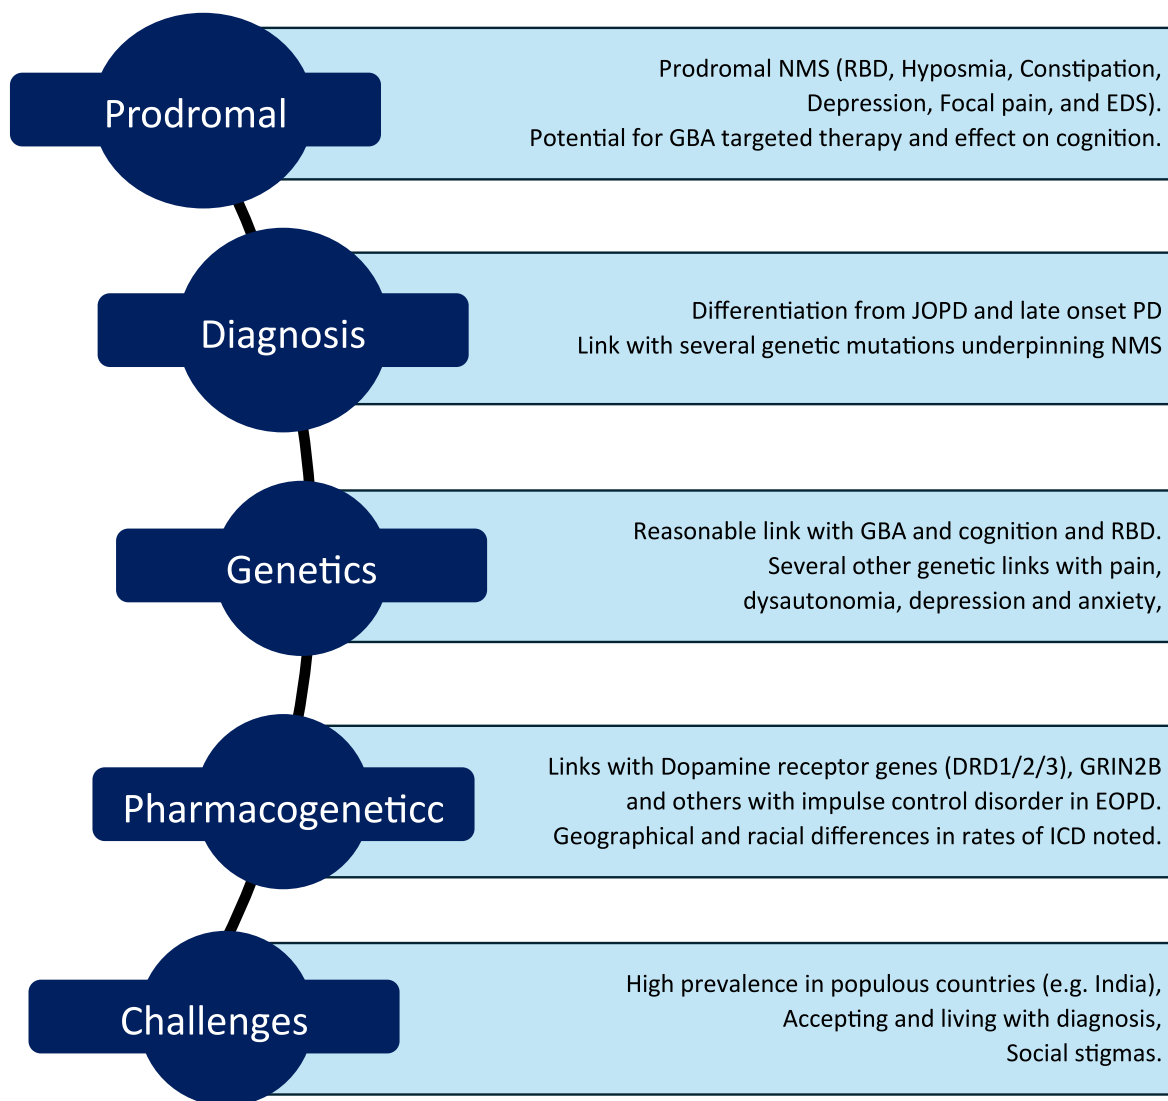 Prodromal
Prodromal NMS (RBD, Hyposmia, Constipation,
Depression, Focal pain, and EDS).
Potential for GBA targeted therapy and effect on cognition.
Diagnosis
Differentiation from JOPD and late onset PD
Link with several genetic mutations underpinning NMS
Genetics
Reasonable link with GBA and cognition and RBD.
Several other genetic links with pain,
dysautonomia, depression and anxiety,
Pharmacogeneticc
Links with Dopamine receptor genes (DRD1/2/3), GRIN2B
and others with impulse control disorder in EOPD.
Geographical and racial differences in rates of ICD noted.
Challenges
High prevalence in populous countries (e.g. India),
Accepting and living with diagnosis,
Social stigmas.